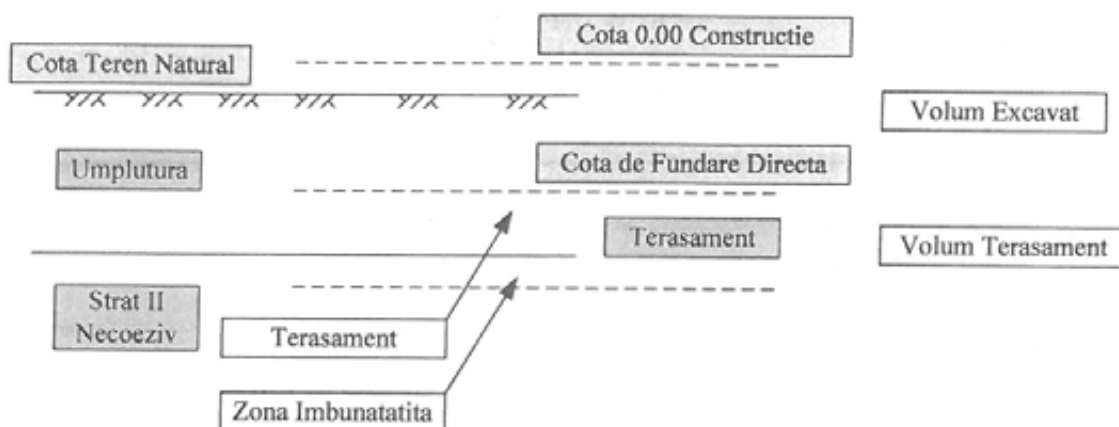 Cota 0.00 Constructie
Cota Teren Natural
Volum Excavat
Umplutura
Cota de Fundare Directa
Terasament
Volum Terasament
Strat II
Necoeziv
Terasament
Zona Imbunatatita